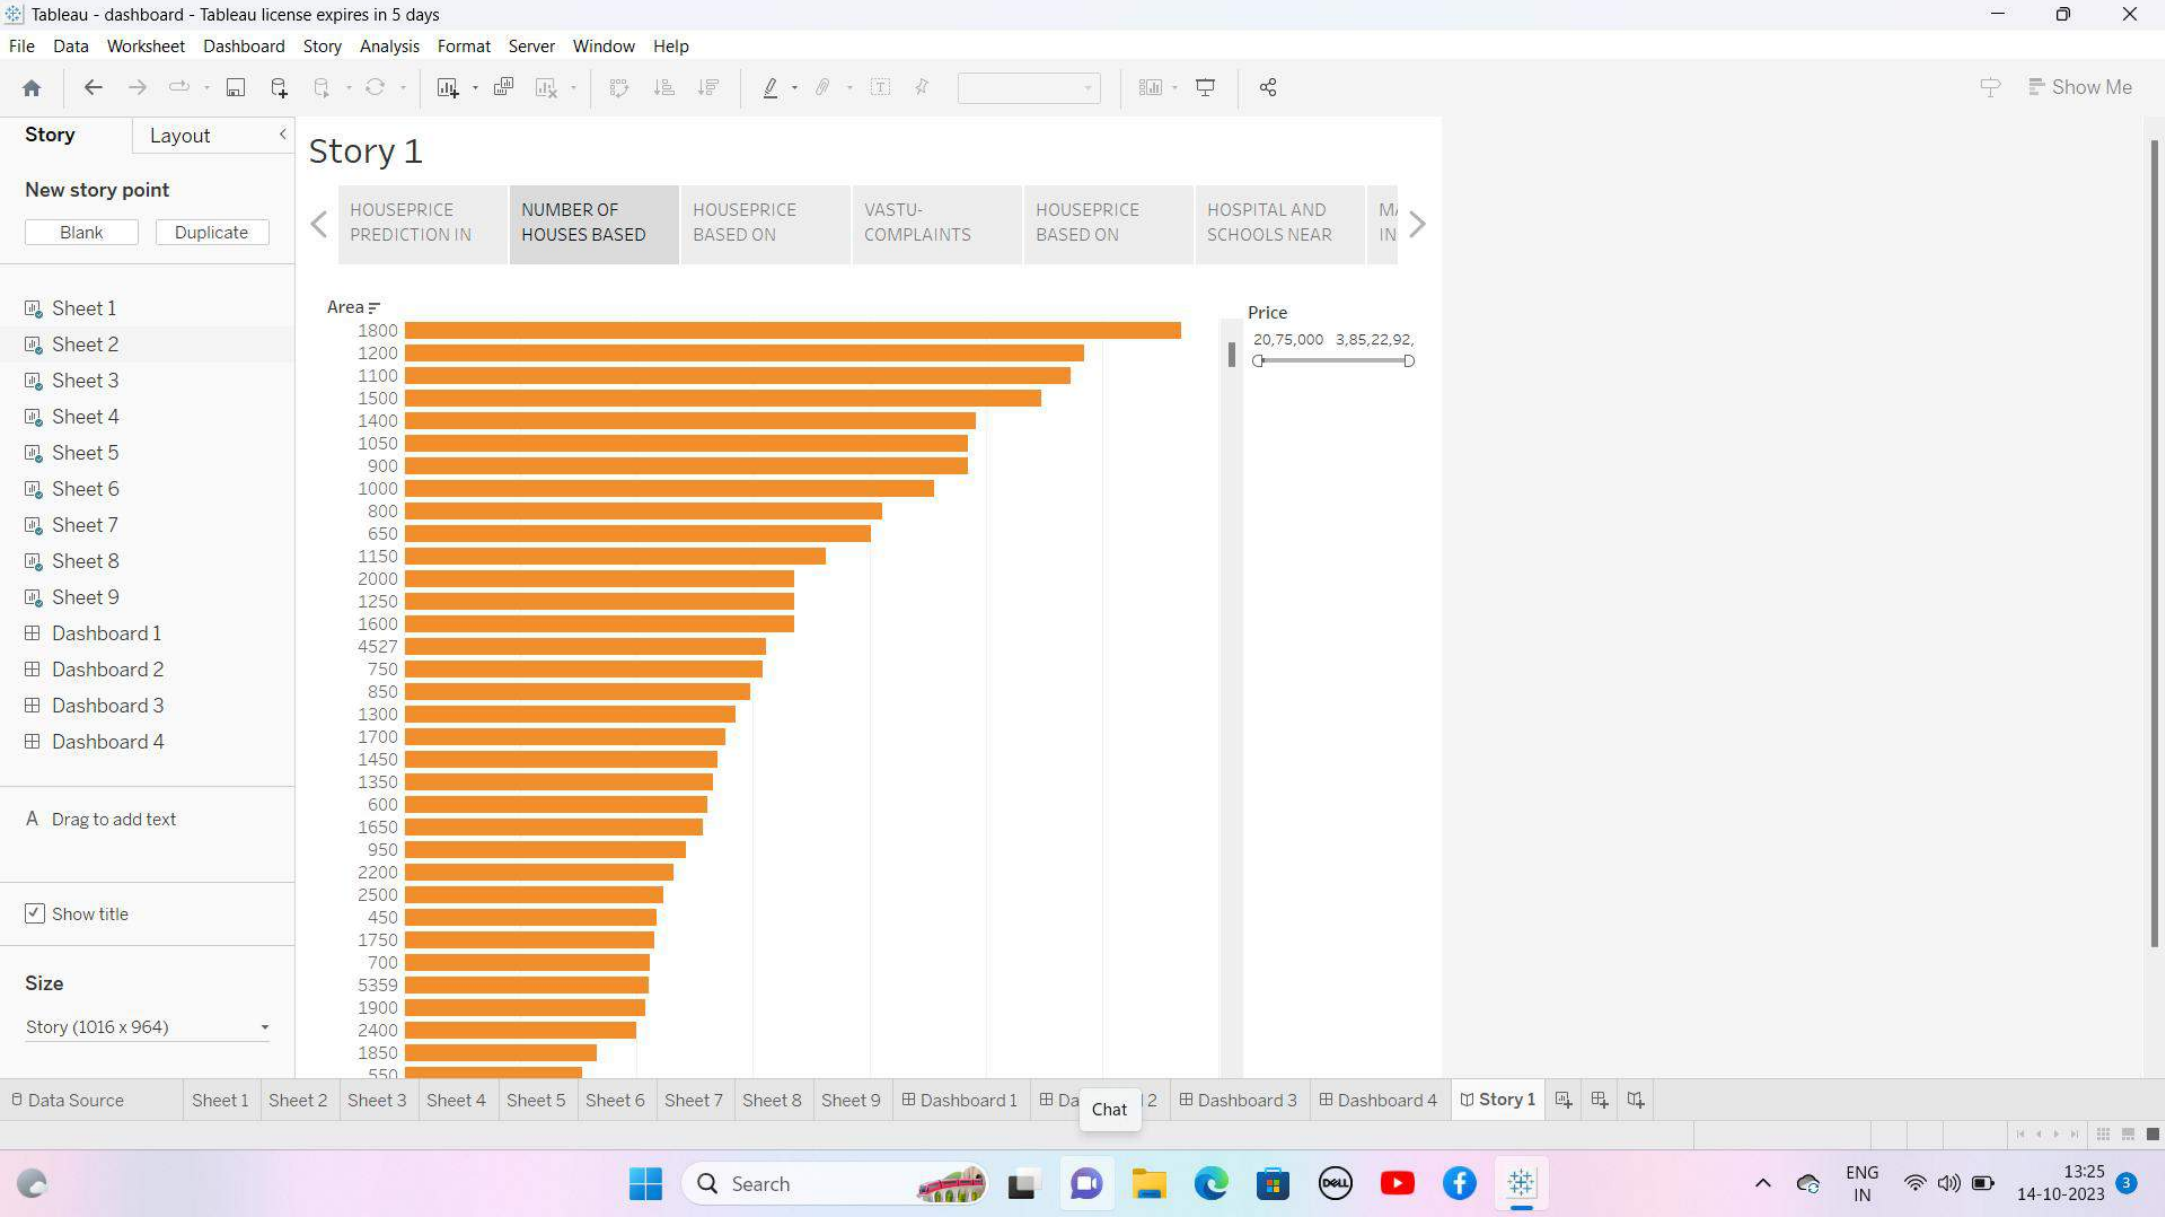 Tableau - dashboard - Tableau license expires in 5 days
File Data Worksheet Dashboard Story Analysis Format Server Window Help
Show Me
Story Layout
New story point
Blank Duplicate
Sheet 1
Sheet 2
Sheet 3
Sheet 4
Sheet 5
Sheet 6
Sheet 7
Sheet 8
Sheet 9
Dashboard 1
Dashboard 2
Dashboard 3
Dashboard 4
A Drag to add text
Show title
Size
Story (1016 x 964)
Story 1
HOUSEPRICE
PREDICTION IN
NUMBER OF
HOUSES BASED
HOUSEPRICE
BASED ON
VASTU-
COMPLAINTS
HOUSEPRICE
BASED ON
HOSPITAL AND
SCHOOLS NEAR
IN
Area
1800
1200
1100
1500
1400
1050
900
1000
800
650
1150
2000
1250
1600
4527
750
850
1300
1700
1450
1350
600
1650
950
2200
2500
450
1750
700
5359
1900
2400
1850
550
Price
20,75,000 3,85,22,92,
Data Source Sheet 1 Sheet 2 Sheet 3 Sheet 4 Sheet 5 Sheet 6 Sheet 7 Sheet 8 Sheet 9 Dashboard 1 Da 2 Dashboard 3 Dashboard 4 Story 1
Chat
Search
DELL
ENG
IN
13:25
14-10-2023
3